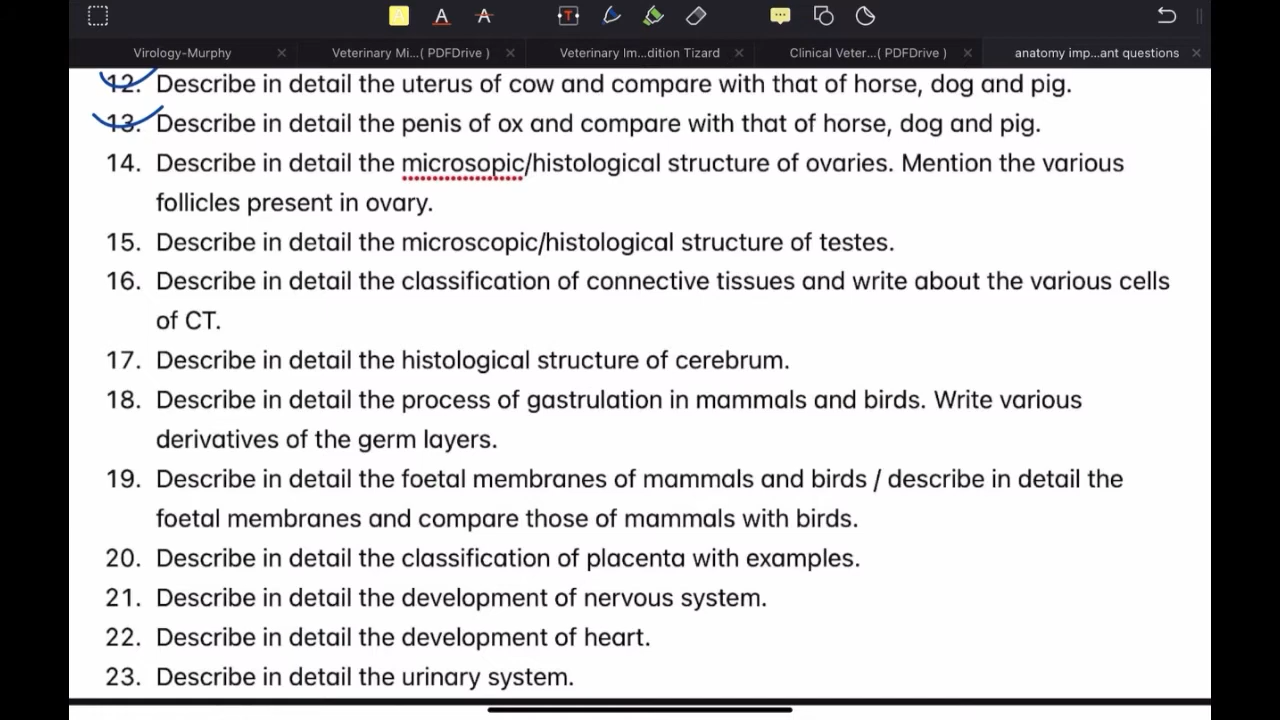 A A A T
Virology-Murphy × Veterinary Mi...( PDFDrive ) × Veterinary Im...dition Tizard × Clinical Veter...( PDFDrive ) × anatomy imp...ant questions ×
12. Describe in detail the uterus of cow and compare with that of horse, dog and pig.
13. Describe in detail the penis of ox and compare with that of horse, dog and pig.
14. Describe in detail the microsopic/histological structure of ovaries. Mention the various
follicles present in ovary.
15. Describe in detail the microscopic/histological structure of testes.
16. Describe in detail the classification of connective tissues and write about the various cells
of CT.
17. Describe in detail the histological structure of cerebrum.
18. Describe in detail the process of gastrulation in mammals and birds. Write various
derivatives of the germ layers.
19. Describe in detail the foetal membranes of mammals and birds / describe in detail the
foetal membranes and compare those of mammals with birds.
20. Describe in detail the classification of placenta with examples.
21. Describe in detail the development of nervous system.
22. Describe in detail the development of heart.
23. Describe in detail the urinary system.